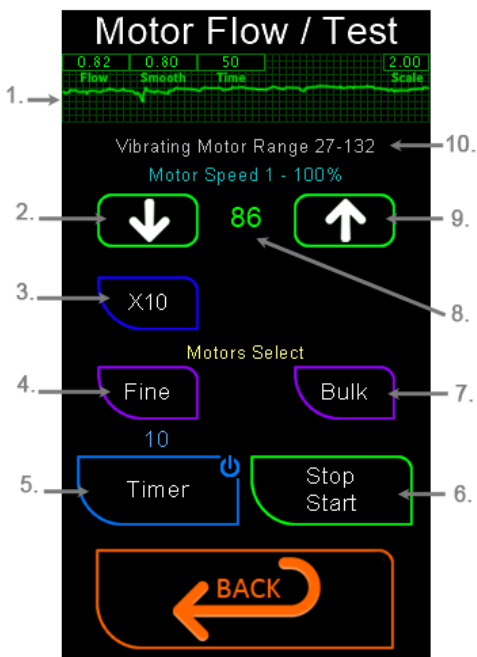 Motor Flow / Test
0.82 0.80 50 2.00
Flow Smooth Time Scale
1.
Vibrating Motor Range 27-132
10.
Motor Speed 1 - 100%
2.
86
9.
3.
X10
8.
Motors Select
4.
Fine
Bulk
7.
10
5.
Timer
Stop
Start
6.
BACK